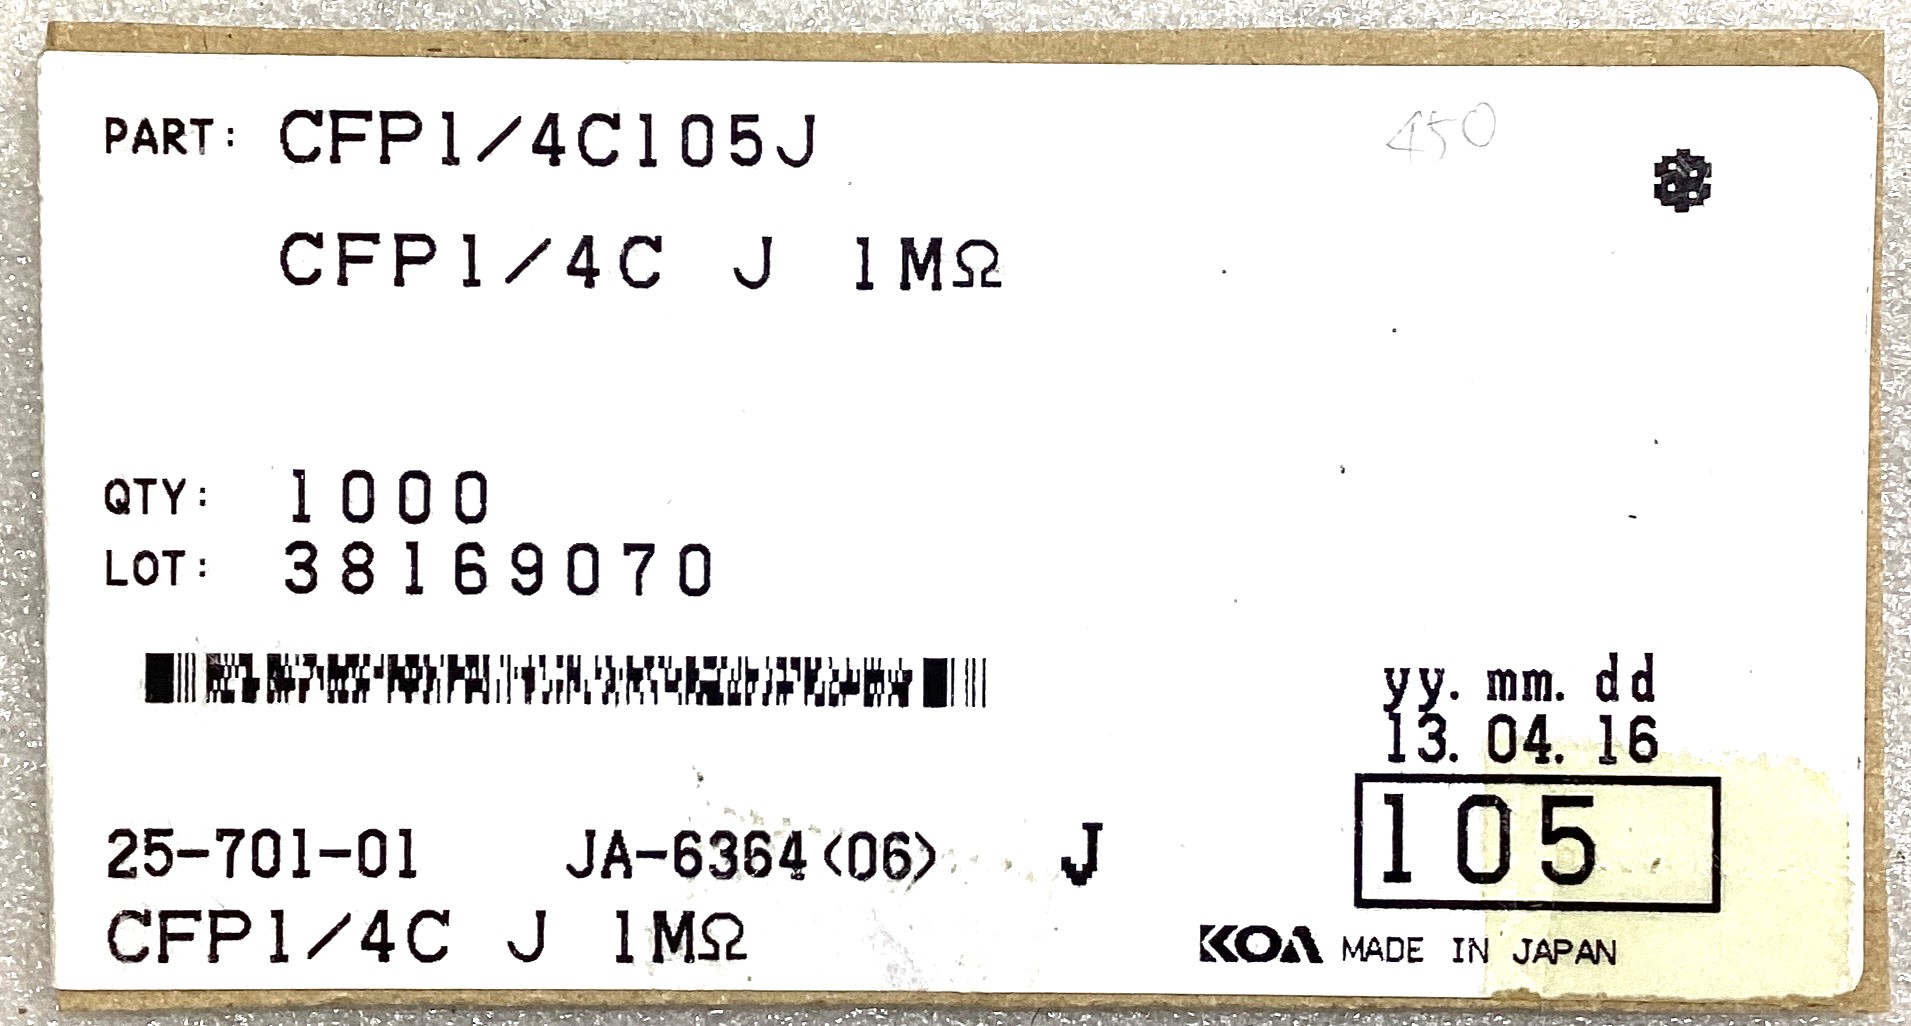 PART: CFP1/4C105J
450
CFP1/4C J 1MΩ
QTY: 1000
LOT: 38169070
yy. mm. dd
13. 04. 16
105
25-701-01 JA-6364<06> J
CFP1/4C J 1MΩ
KOA MADE IN JAPAN